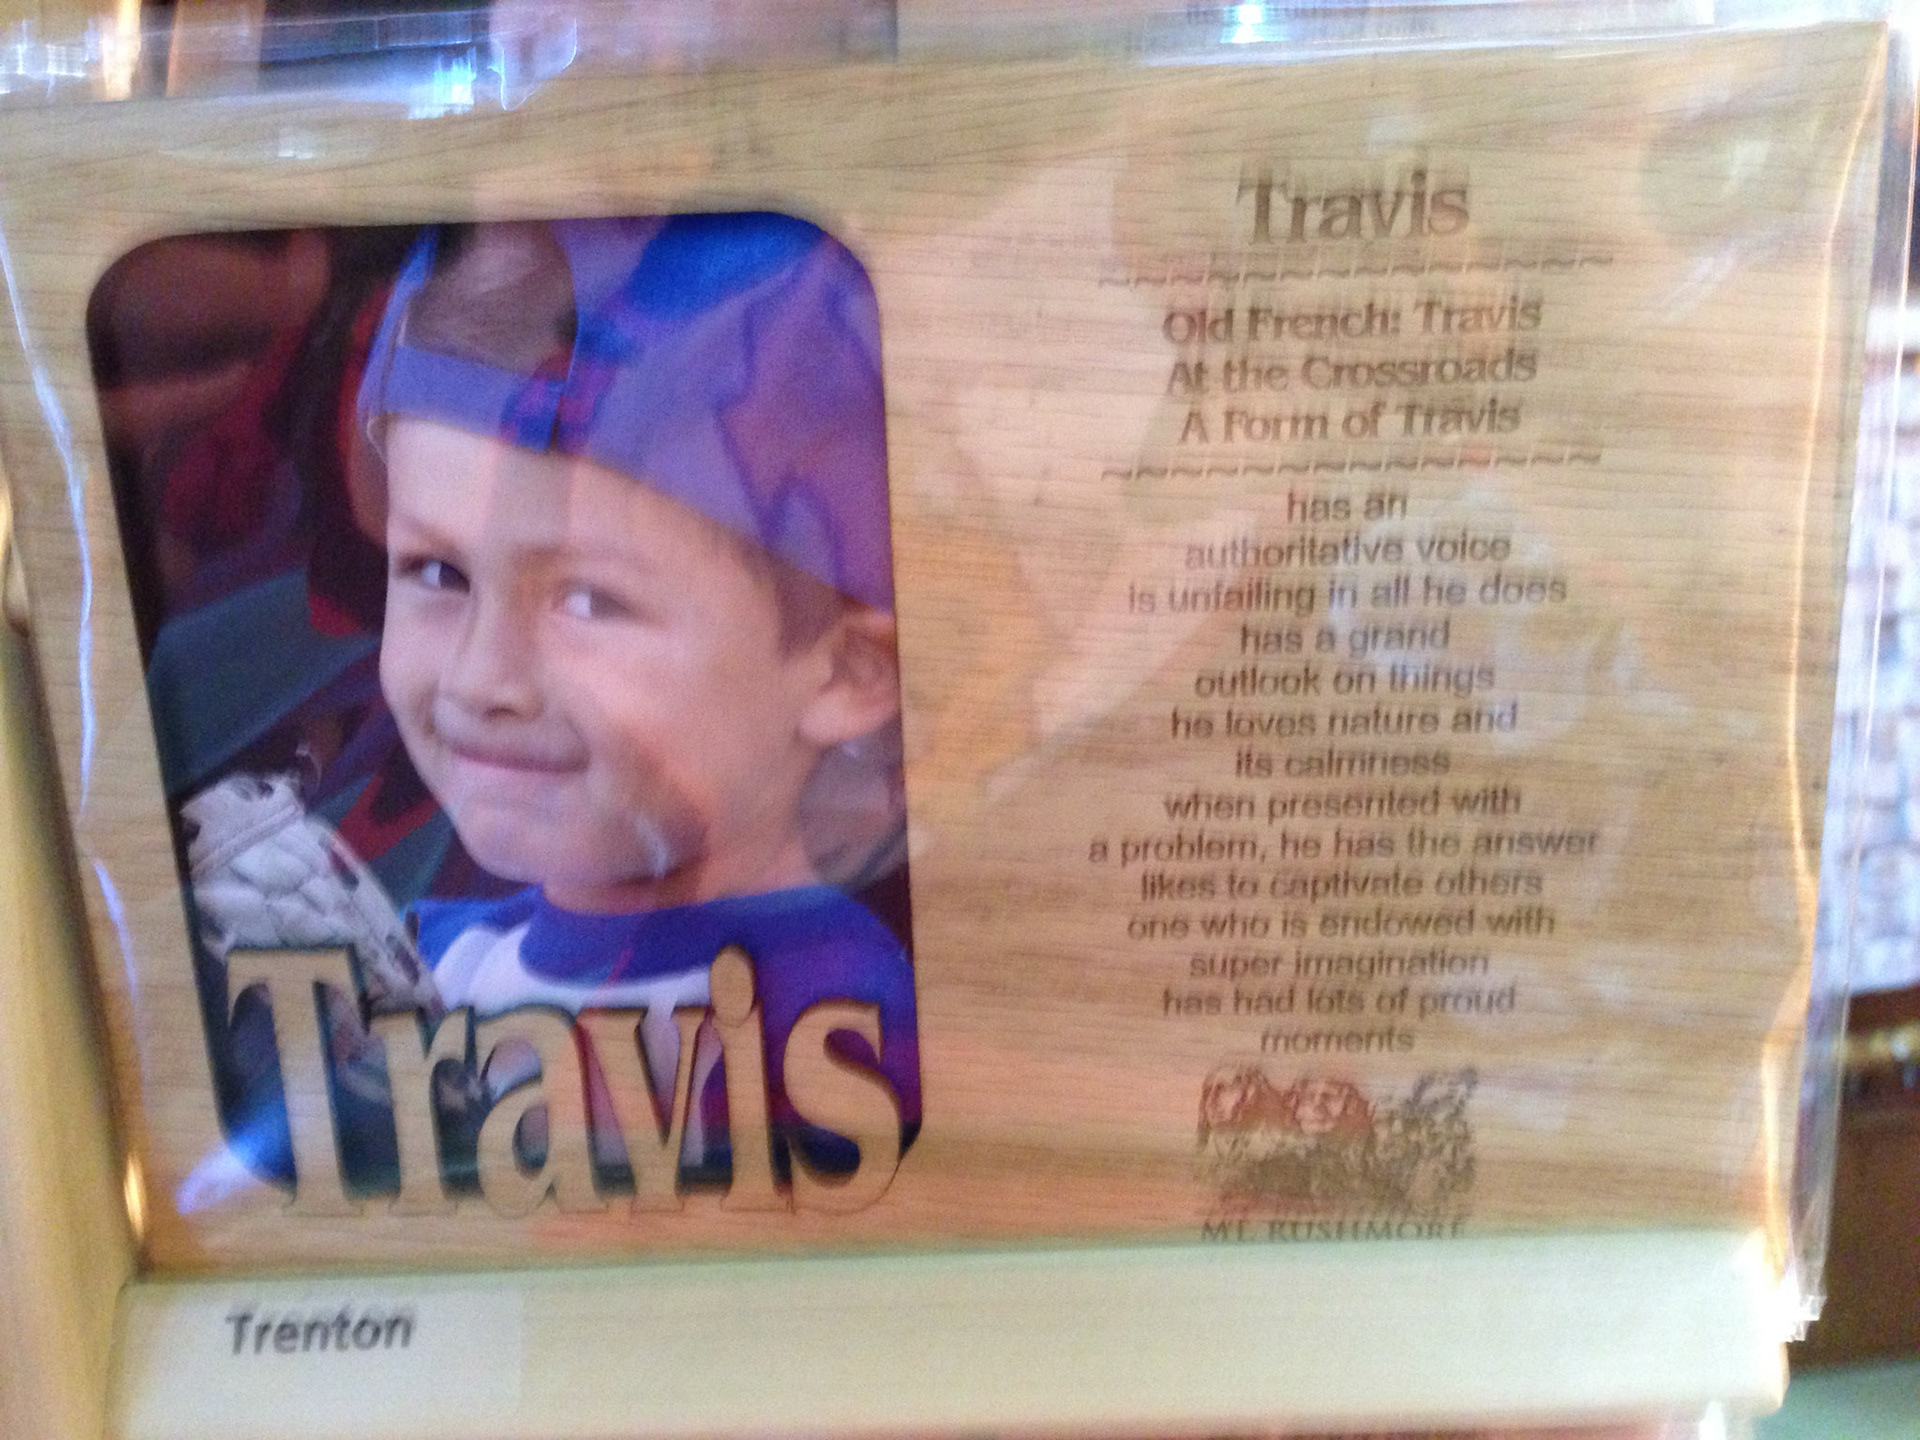 Travis
~~~~~~~~~~~~~~
Old French: Travis
At the Crossroads
A Form of Travis
~~~~~~~~~~~~~~
has an
authoritative voice
is unfailing in all he does
has a grand
outlook on things
he loves nature and
its calmness
when presented with
a problem, he has the answer
likes to captivate others
one who is endowed with
super imagination
has had lots of proud
moments
MT. RUSHMORE
Travis
Trenton